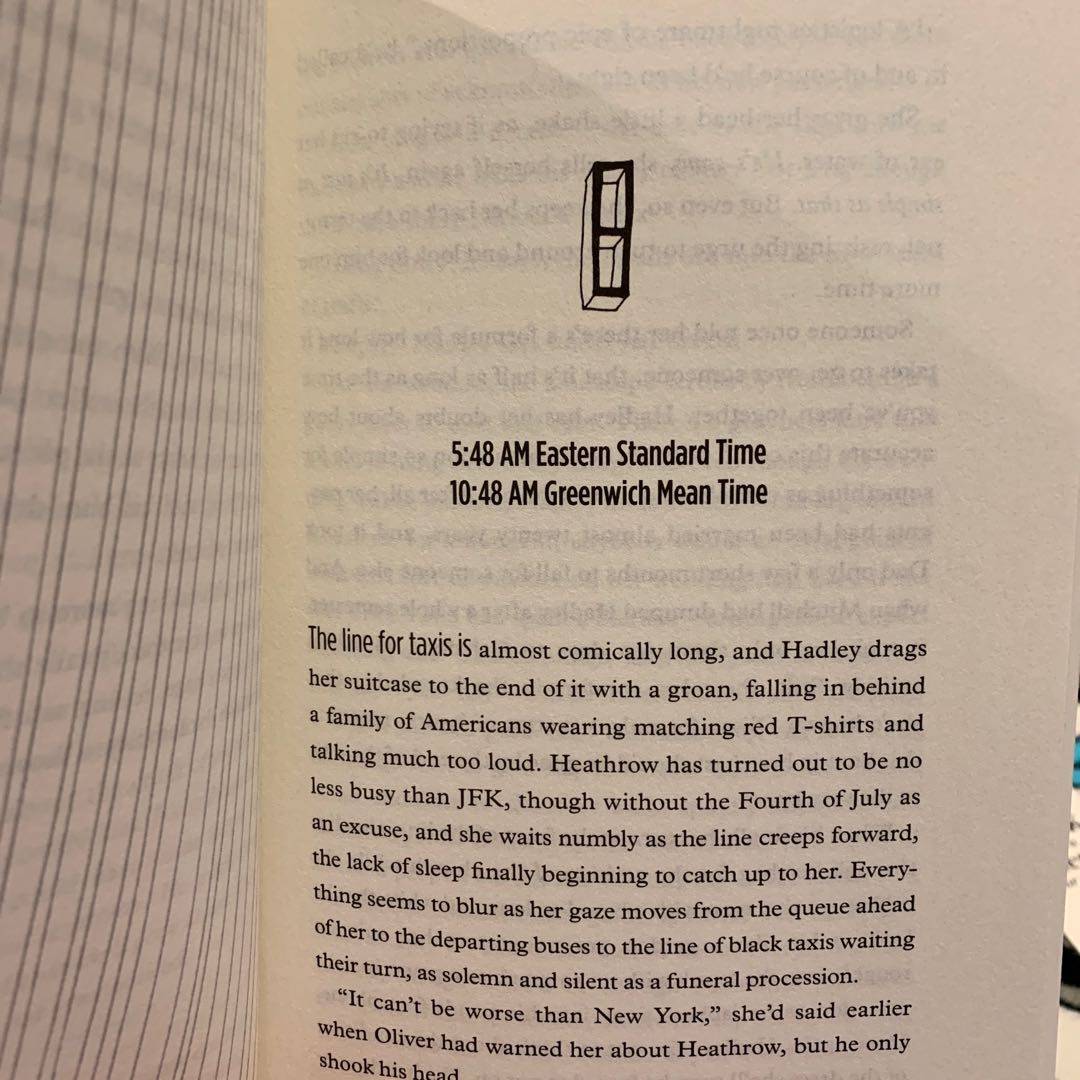 8
5:48 AM Eastern Standard Time
10:48 AM Greenwich Mean Time
The line for taxis is almost comically long, and Hadley drags
her suitcase to the end of it with a groan, falling in behind
a family of Americans wearing matching red T-shirts and
talking much too loud. Heathrow has turned out to be no
less busy than JFK, though without the Fourth of July as
an excuse, and she waits numbly as the line creeps forward,
the lack of sleep finally beginning to catch up to her. Every-
thing seems to blur as her gaze moves from the queue ahead
of her to the departing buses to the line of black taxis waiting
their turn, as solemn and silent as a funeral procession.
“It can’t be worse than New York,” she’d said earlier
when Oliver had warned her about Heathrow, but he only
shook his head.